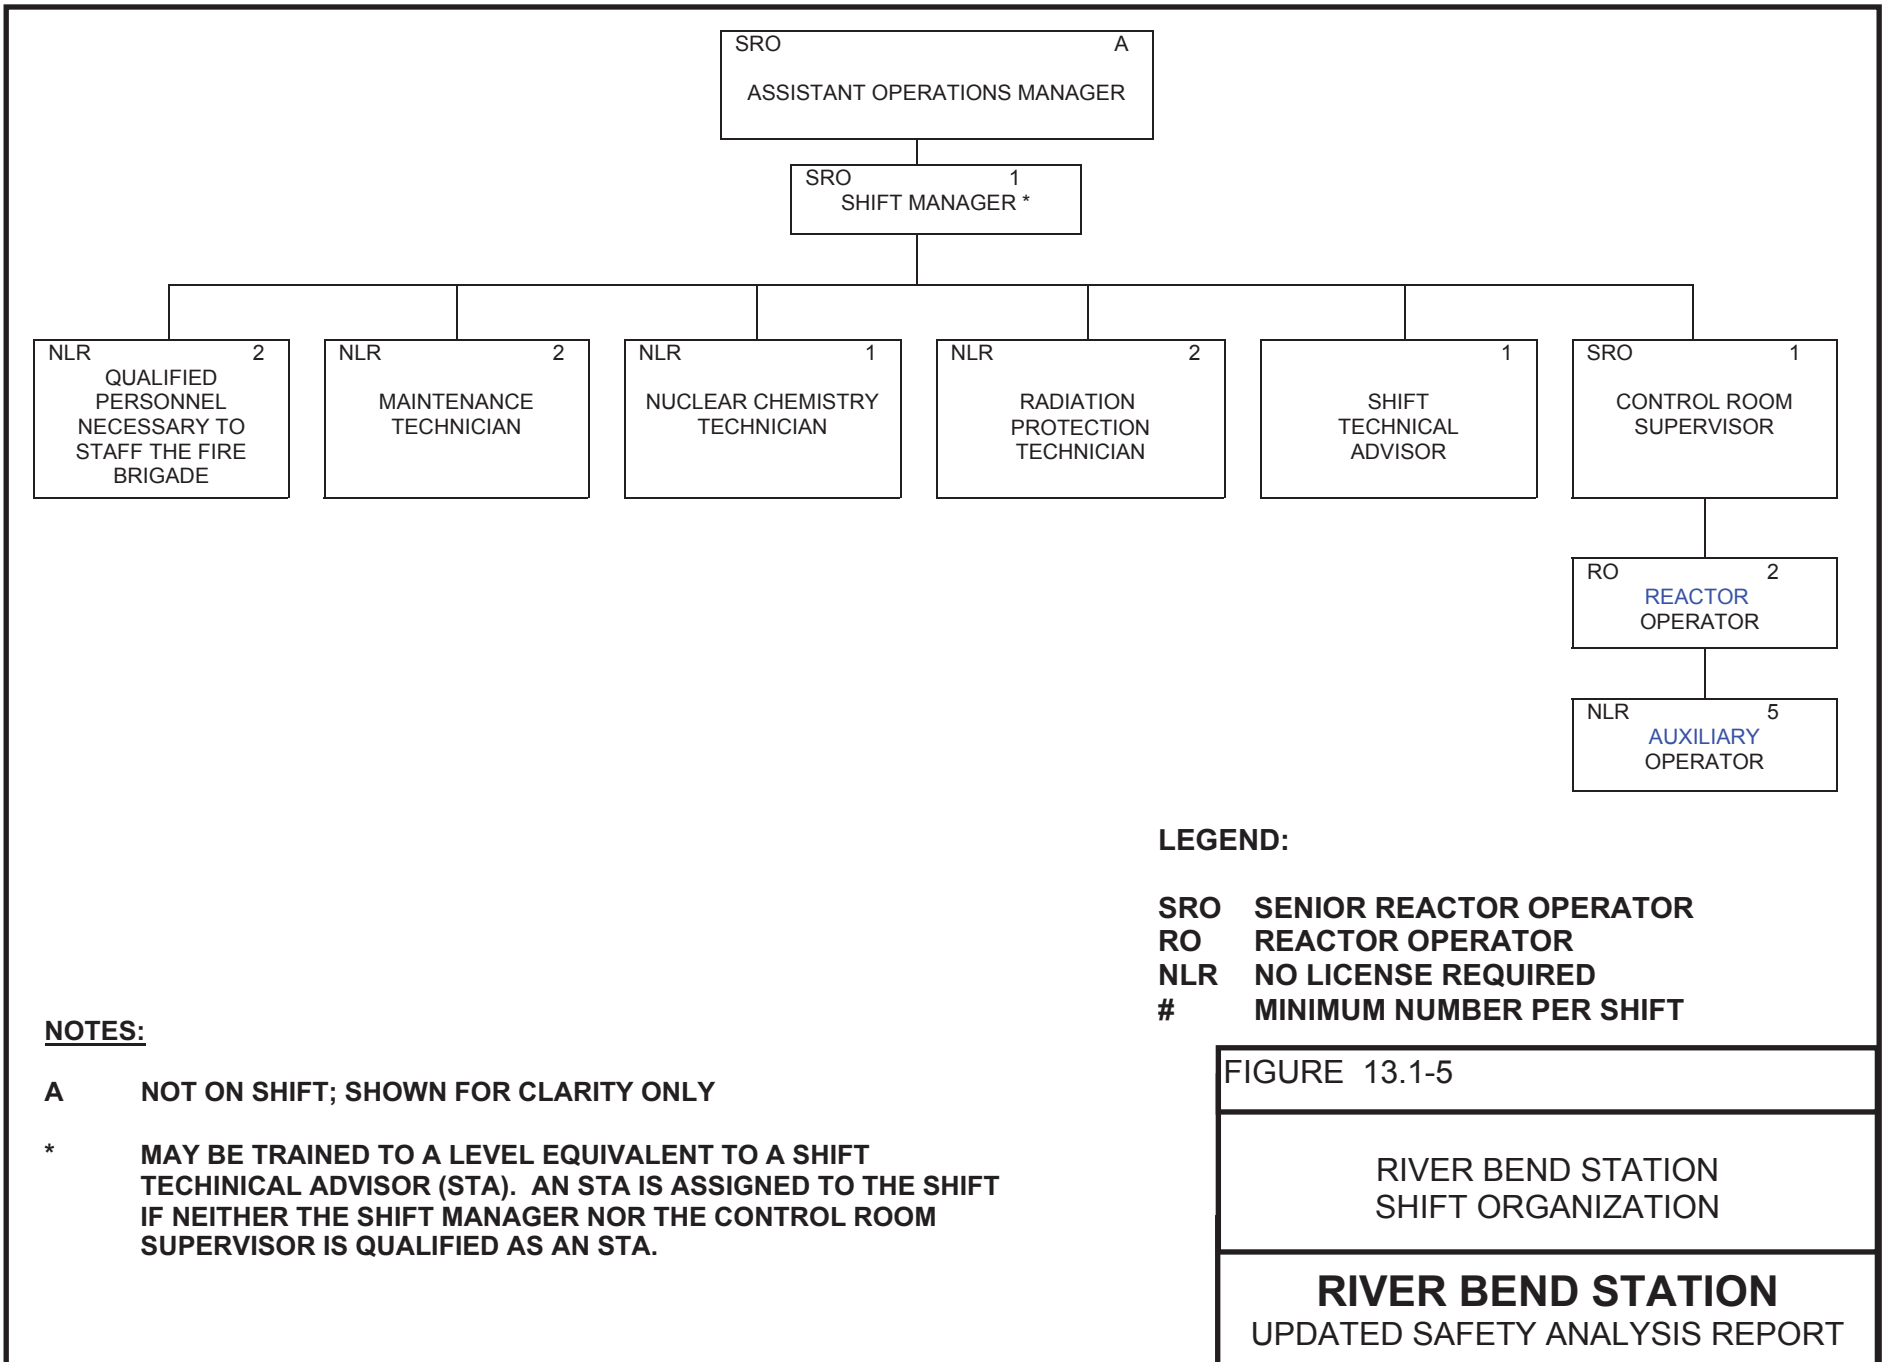 SRO A
ASSISTANT OPERATIONS MANAGER
SRO 1
SHIFT MANAGER *
NLR 2
QUALIFIED
PERSONNEL
NECESSARY TO
STAFF THE FIRE
BRIGADE
NLR 2
MAINTENANCE
TECHNICIAN
NLR 1
NUCLEAR CHEMISTRY
TECHNICIAN
NLR 2
RADIATION
PROTECTION
TECHNICIAN
1
SHIFT
TECHNICAL
ADVISOR
SRO 1
CONTROL ROOM
SUPERVISOR
RO 2
REACTOR
OPERATOR
NLR 5
AUXILIARY
OPERATOR
LEGEND:
SRO SENIOR REACTOR OPERATOR
RO REACTOR OPERATOR
NLR NO LICENSE REQUIRED
# MINIMUM NUMBER PER SHIFT
NOTES:
A NOT ON SHIFT; SHOWN FOR CLARITY ONLY
* MAY BE TRAINED TO A LEVEL EQUIVALENT TO A SHIFT
TECHINICAL ADVISOR (STA). AN STA IS ASSIGNED TO THE SHIFT
IF NEITHER THE SHIFT MANAGER NOR THE CONTROL ROOM
SUPERVISOR IS QUALIFIED AS AN STA.
FIGURE 13.1-5
RIVER BEND STATION
SHIFT ORGANIZATION
RIVER BEND STATION
UPDATED SAFETY ANALYSIS REPORT